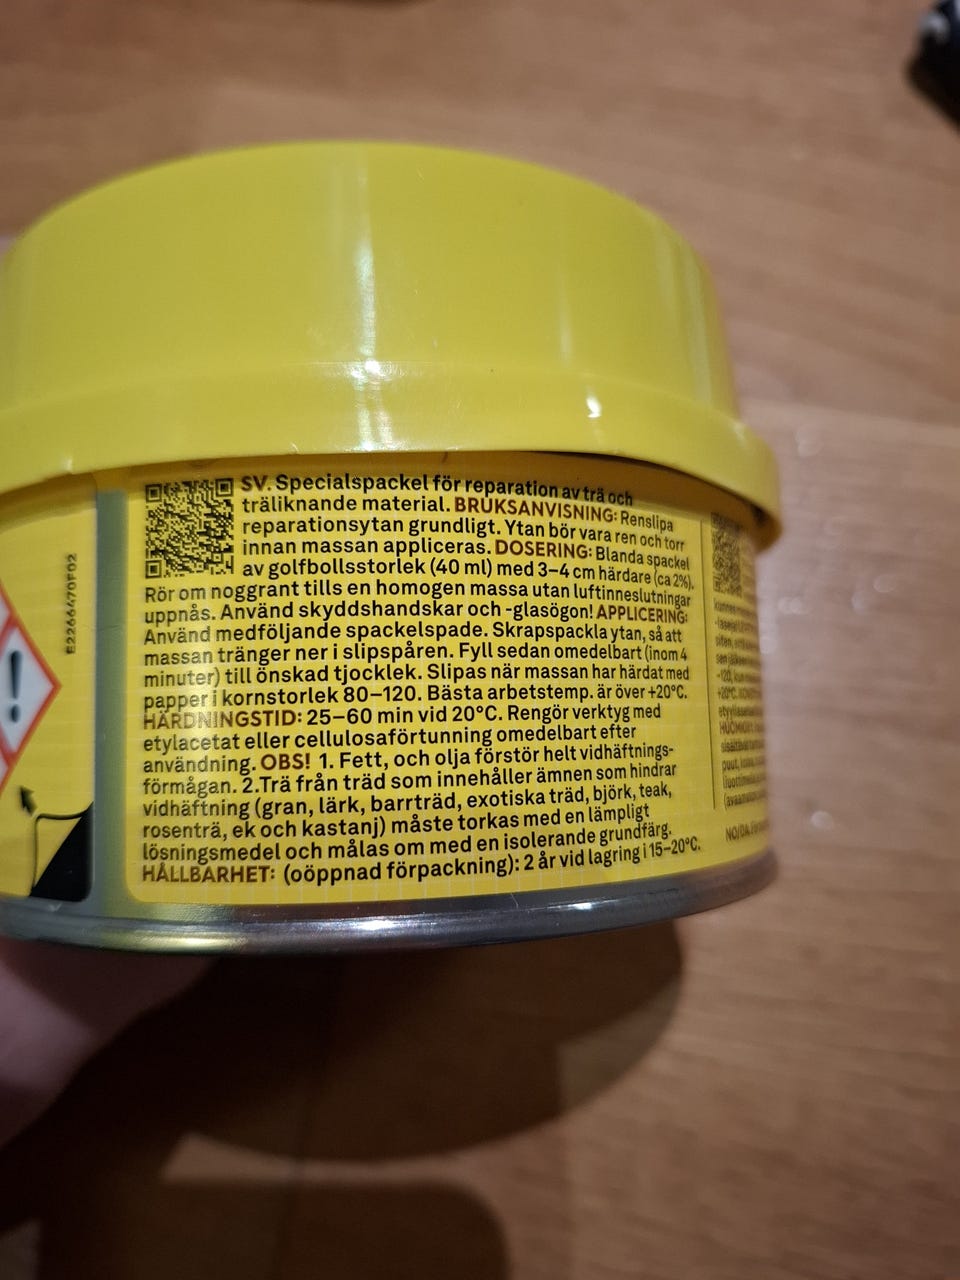 SV. Specialspackel för reparation av trä och
träliknande material. BRUKSANVISNING: Renslipa
reparationsytan grundligt. Ytan bör vara ren och torr
innan massan appliceras. DOSERING: Blanda spackel
av golfbollsstorlek (40 ml) med 3–4 cm härdare (ca 2%).
Rör om noggrant tills en homogen massa utan luftinneslutningar
uppnås. Använd skyddshandskar och -glasögon! APPLICERING:
Använd medföljande spackelspade. Skrapspackla ytan, så att
massan tränger ner i slipspåren. Fyll sedan omedelbart (inom 4
minuter) till önskad tjocklek. Slipas när massan har härdat med
papper i kornstorlek 80–120. Bästa arbetstemp. är över +20°C.
HÄRDNINGSTID: 25–60 min vid 20°C. Rengör verktyg med
etylacetat eller cellulosaförtunning omedelbart efter
användning. OBS! 1. Fett, och olja förstör helt vidhäftnings-
förmågan. 2.Trä från träd som innehåller ämnen som hindrar
vidhäftning (gran, lärk, barrträd, exotiska träd, björk, teak,
rosenträ, ek och kastanj) måste torkas med en lämpligt
lösningsmedel och målas om med en isolerande grundfärg.
HÅLLBARHET: (oöppnad förpackning): 2 år vid lagring i 15–20°C.
E2266470F02
NO/DA.